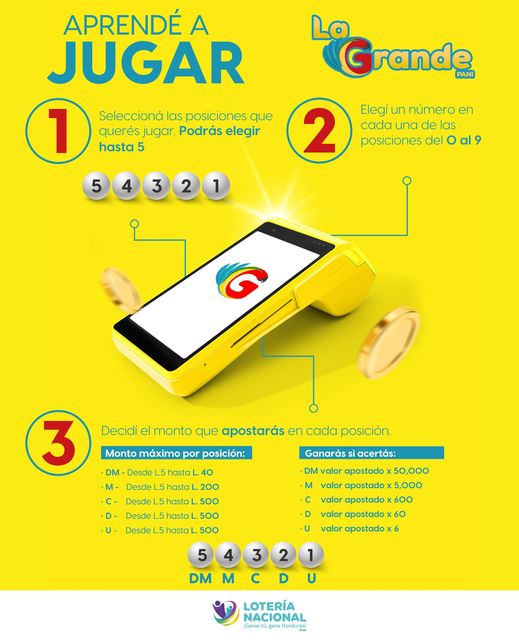 APRENDÉ A
JUGAR
La
Grande
PANI
1
Seleccioná las posiciones que
querés jugar. Podrás elegir
hasta 5
2
Elegí un número en
cada una de las
posiciones del 0 al 9
5 4 3 2 1
G
3
Decidí el monto que apostarás en cada posición.
Monto máximo por posición:
· DM - Desde L.5 hasta L. 40
· M - Desde L.5 hasta L. 200
· C - Desde L.5 hasta L. 500
· D - Desde L.5 hasta L. 500
· U - Desde L.5 hasta L. 500
Ganarás si acertás:
· DM valor apostado x 50,000
· M valor apostado x 5,000
· C valor apostado x 600
· D valor apostado x 60
· U valor apostado x 6
5 4 3 2 1
DM M C D U
LOTERÍA
NACIONAL
¡Ganas tú, gana Honduras!